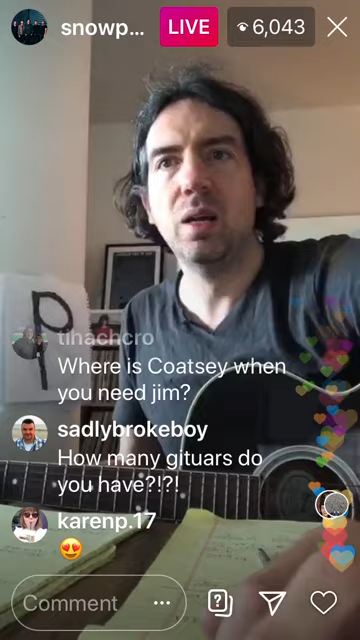 snowp...
LIVE
6,043
tihachcro
Where is Coatsey when
you need jim?
sadlybrokeboy
How many gituars do
you have?!?!
karenp.17
😍
Comment